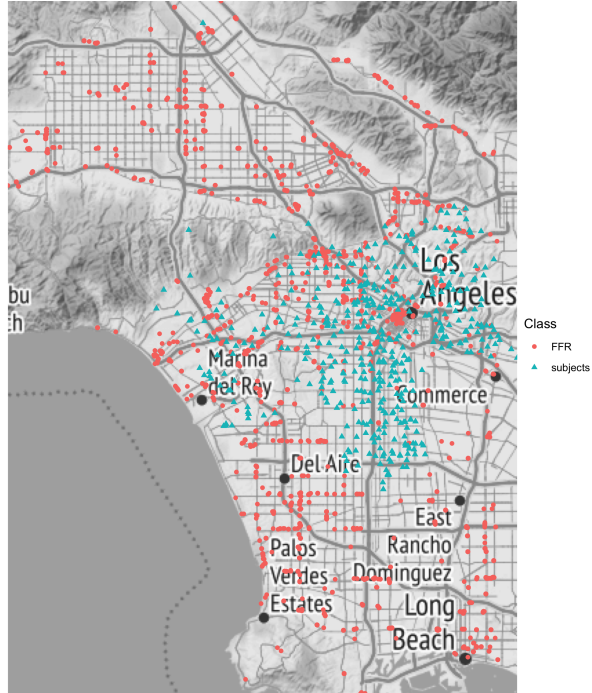 Los
Angeles
bu
h
Class
FFR
subjects
Marina
del Rey
Commerce
Del Aire
East
Rancho
Dominguez
Palos
Verdes
Estates
Long
Beach